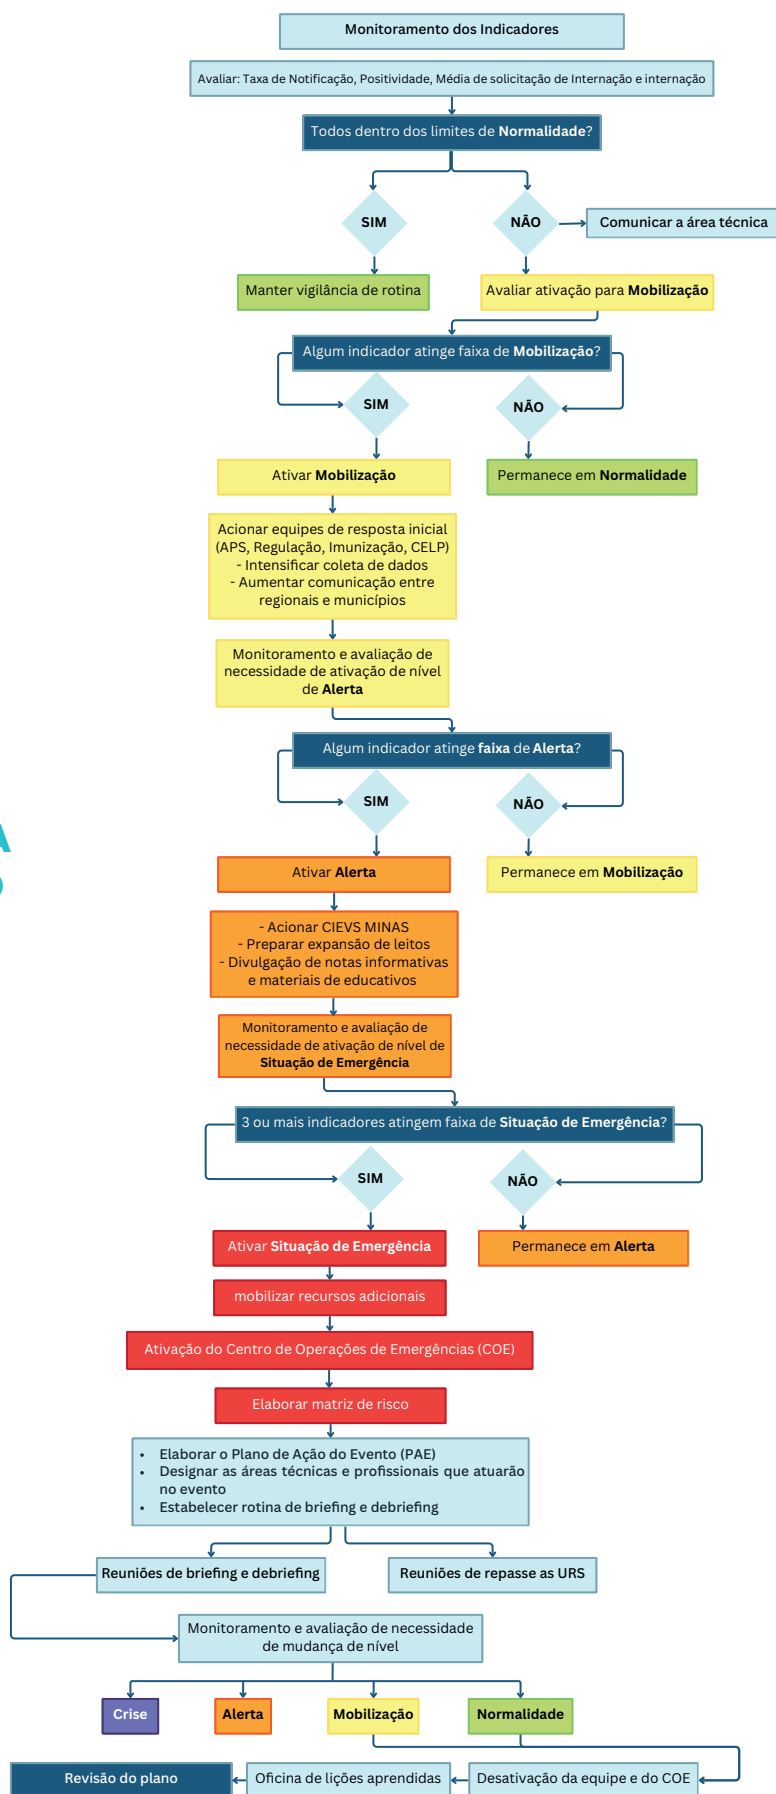 Monitoramento dos Indicadores
Avaliar: Taxa de Notificação, Positividade, Média de solicitação de Internação e internação
Todos dentro dos limites de Normalidade?
SIM
NÃO
Comunicar a área técnica
Manter vigilância de rotina
Avaliar ativação para Mobilização
Algum indicador atinge faixa de Mobilização?
SIM
NÃO
Ativar Mobilização
Permanece em Normalidade
Acionar equipes de resposta inicial
(APS, Regulação, Imunização, CELP)
- Intensificar coleta de dados
- Aumentar comunicação entre
regionais e municípios
Monitoramento e avaliação de
necessidade de ativação de nível
de Alerta
Algum indicador atinge faixa de Alerta?
SIM
NÃO
A
Ativar Alerta
Permanece em Mobilização
- Acionar CIEVS MINAS
- Preparar expansão de leitos
- Divulgação de notas informativas
e materiais de educativos
Monitoramento e avaliação de
necessidade de ativação de nível de
Situação de Emergência
3 ou mais indicadores atingem faixa de Situação de Emergência?
SIM
NÃO
Ativar Situação de Emergência
Permanece em Alerta
mobilizar recursos adicionais
Ativação do Centro de Operações de Emergências (COE)
Elaborar matriz de risco
• Elaborar o Plano de Ação do Evento (PAE)
• Designar as áreas técnicas e profissionais que atuarão
no evento
• Estabelecer rotina de briefing e debriefing
Reuniões de briefing e debriefing
Reuniões de repasse as URS
Monitoramento e avaliação de necessidade
de mudança de nível
Crise
Alerta
Mobilização
Normalidade
Revisão do plano
Oficina de lições aprendidas
Desativação da equipe e do COE